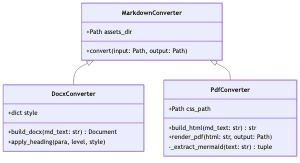 MarkdownConverter
+Path assets_dir
+convert(input: Path, output: Path)
DocxConverter
+dict style
+build_docx(md_text: str) : Document
+apply_heading(para, level, style)
PdfConverter
+Path css_path
+build_html(md_text: str) : str
+render_pdf(html: str, output: Path)
-_extract_mermaid(text: str) : tuple